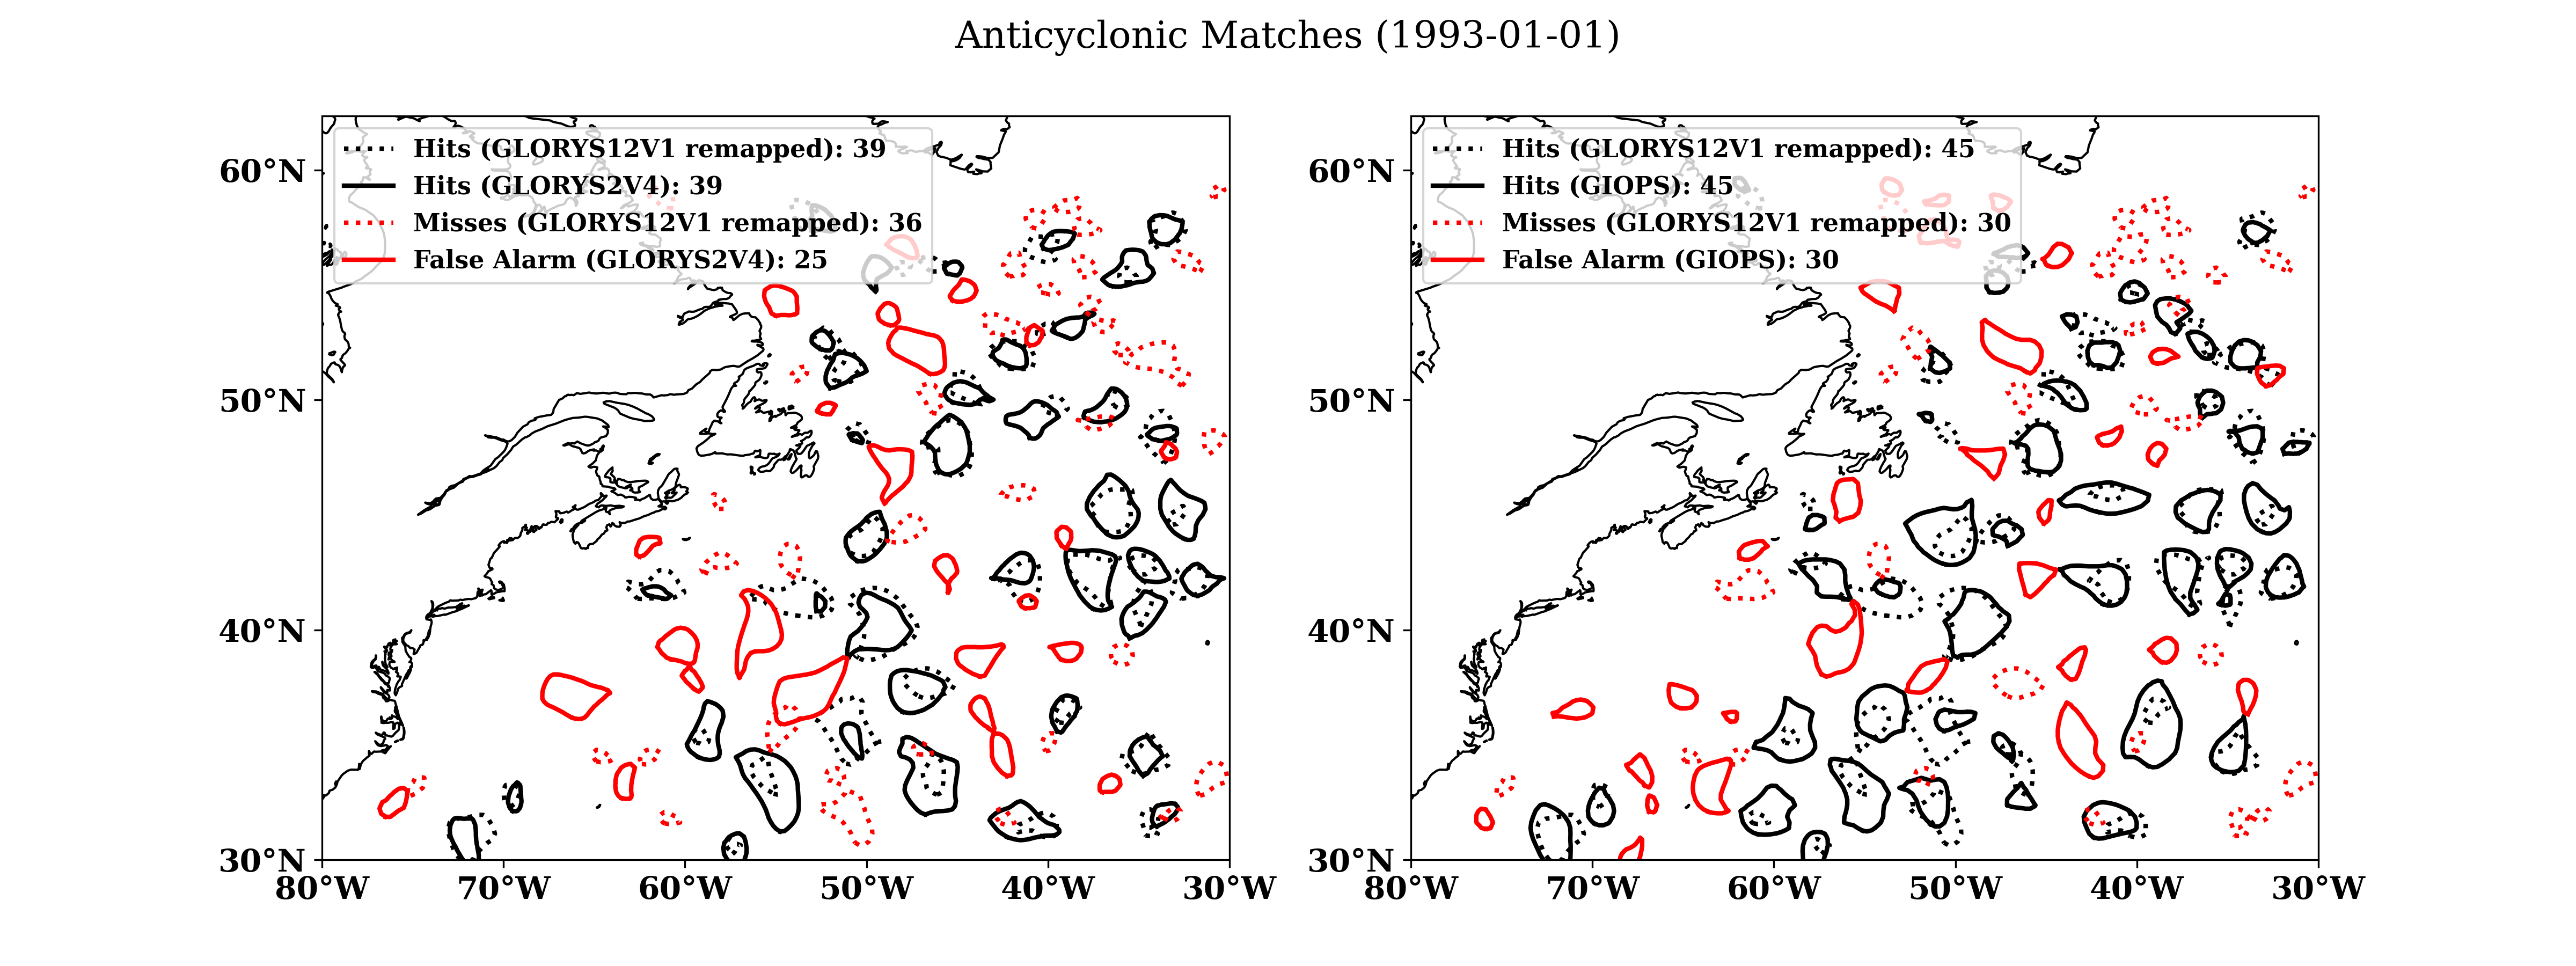 Anticyclonic Matches (1993-01-01)
Hits (GLORYS12V1 remapped): 39
Hits (GLORYS2V4): 39
Misses (GLORYS12V1 remapped): 36
False Alarm (GLORYS2V4): 25
60°N
50°N
40°N
30°N
80°W 70°W 60°W 50°W 40°W 30°W
Hits (GLORYS12V1 remapped): 45
Hits (GIOPS): 45
Misses (GLORYS12V1 remapped): 30
False Alarm (GIOPS): 30
60°N
50°N
40°N
30°N
80°W 70°W 60°W 50°W 40°W 30°W